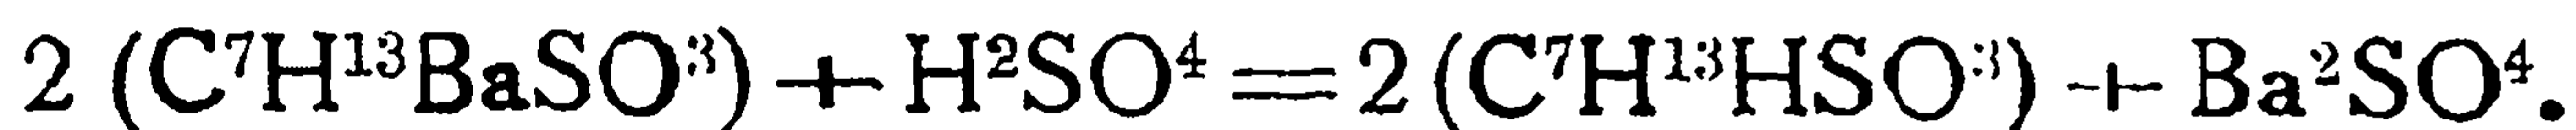 2 (C⁷H¹³BaSO³) + H²SO⁴ = 2 (C⁷H¹³HSO³) + Ba²SO⁴.